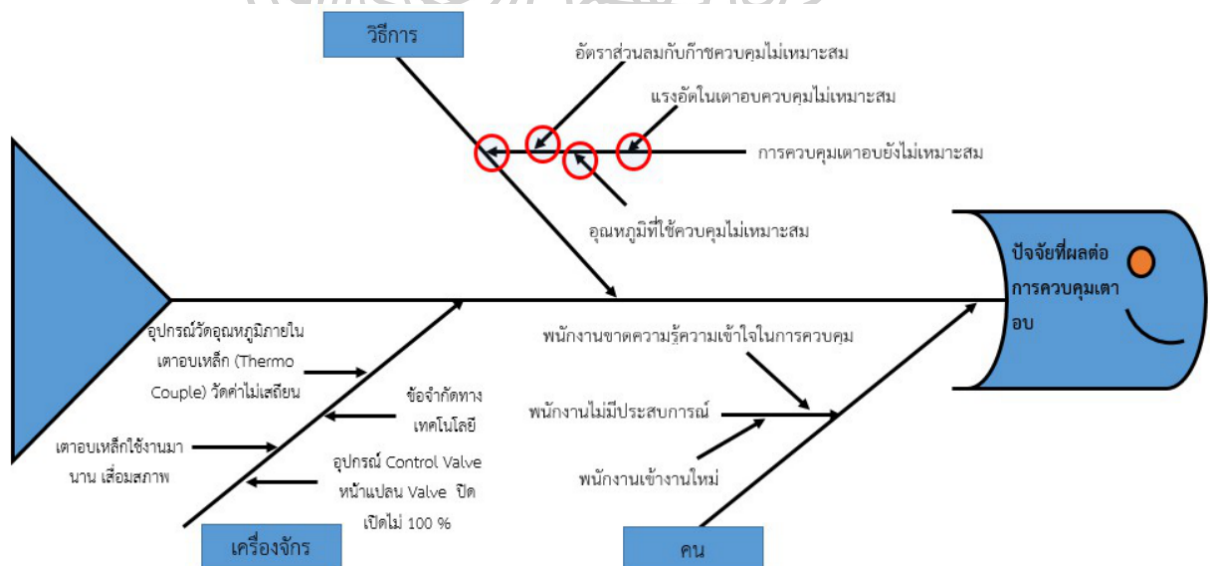 วิธีการ
อัตราส่วนลมกับก๊าชควบคุมไม่เหมาะสม
แรงอัดในเตาอบควบคุมไม่เหมาะสม
การควบคุมเตาอบยังไม่เหมาะสม
อุณหภูมิที่ใช้ควบคุมไม่เหมาะสม
ปัจจัยที่ผลต่อ
การควบคุมเตา
อบ
อุปกรณ์วัดอุณหภูมิภายใน
เตาอบเหล็ก (Thermo
Couple) วัดค่าไม่เสถียน
ข้อจำกัดทาง
เทคโนโลยี
เตาอบเหล็กใช้งานมา
นาน เสื่อมสภาพ
อุปกรณ์ Control Valve
หน้าแปลน Valve ปิด
เปิดไม่ 100 %
เครื่องจักร
พนักงานขาดความรู้ความเข้าใจในการควบคุม
พนักงานไม่มีประสบการณ์
พนักงานเข้างานใหม่
คน